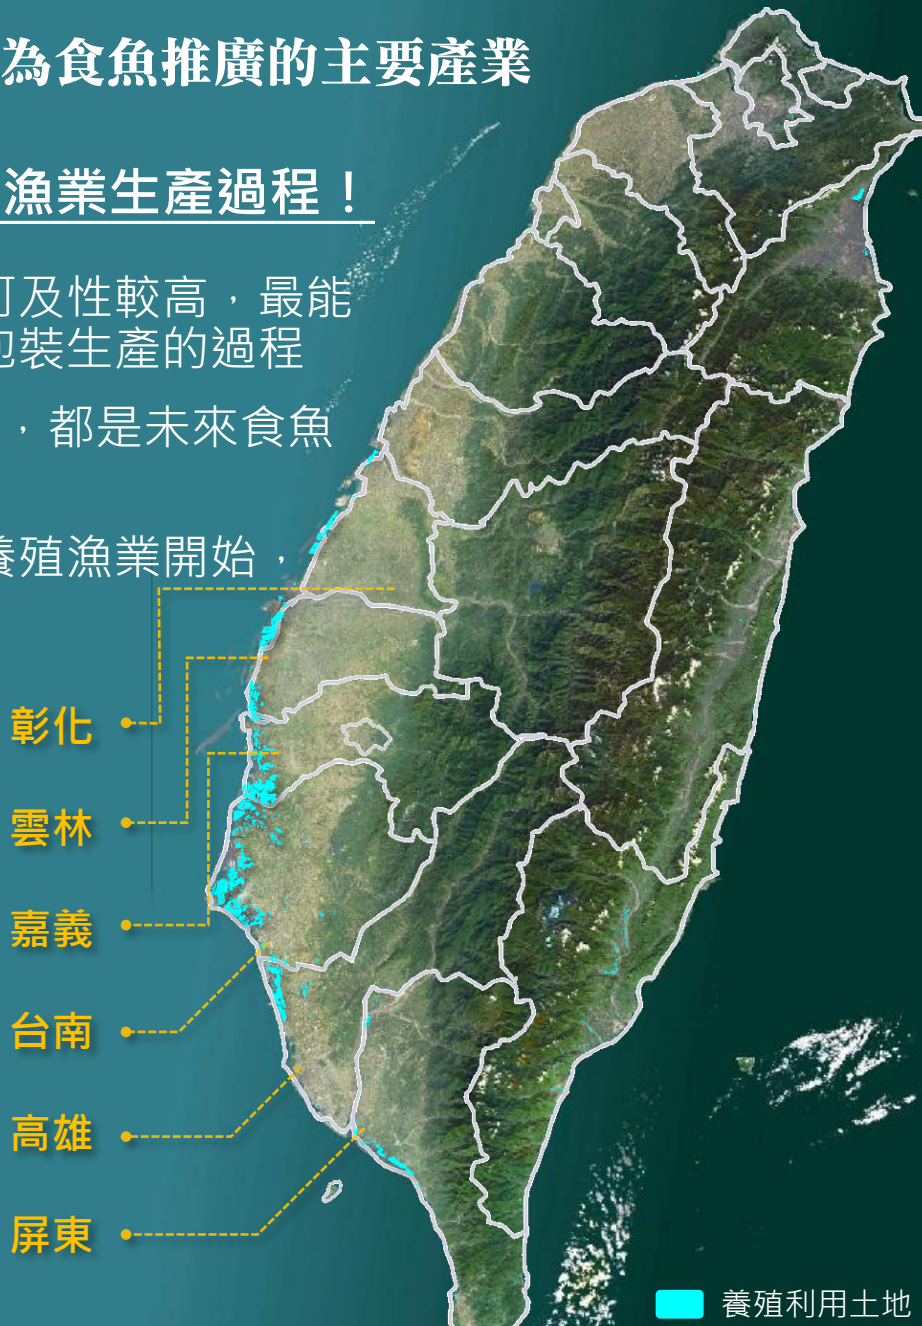 為食魚推廣的主要產業
漁業生產過程！
可及性較高，最能
包裝生產的過程
，都是未來食魚
養殖漁業開始，
彰化
雲林
嘉義
台南
高雄
屏東
養殖利用土地